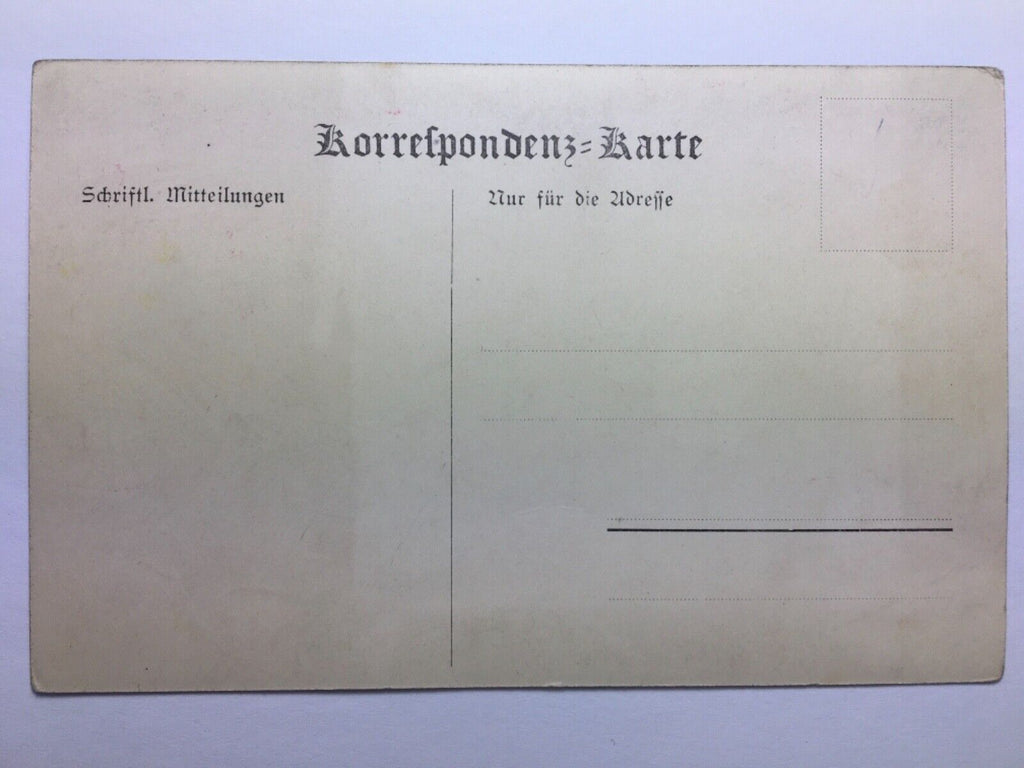 Korreſpondenz=Karte
Schriftl. Mitteilungen
Nur für die Adreſſe